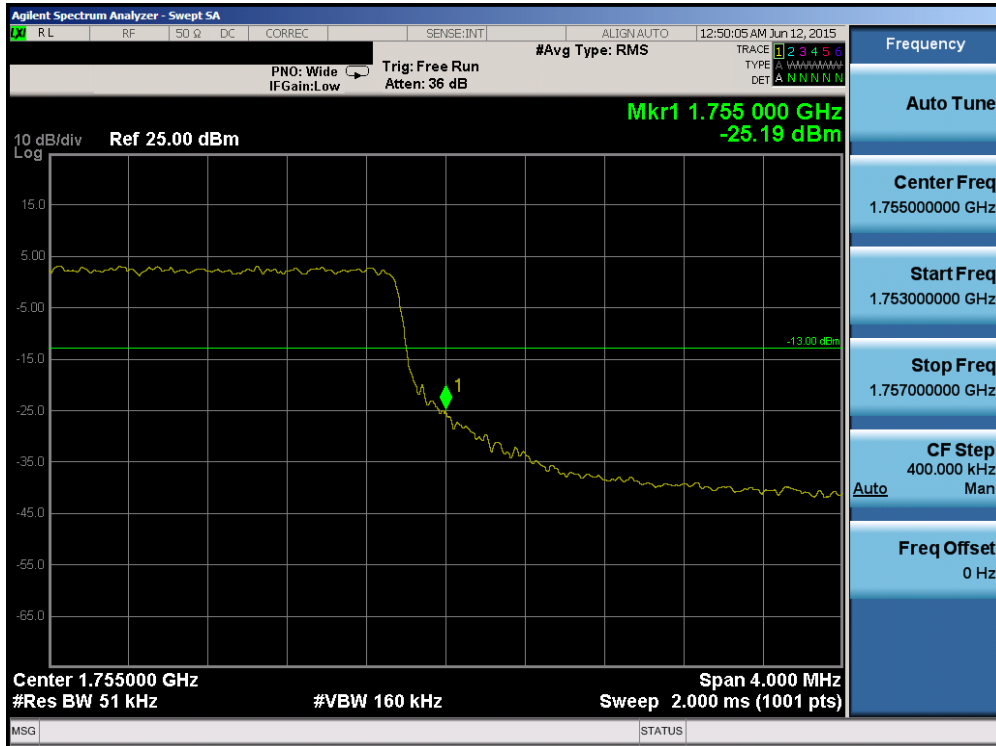 Agilent Spectrum Analyzer - Swept SA
LXI RL RF 50 Ω DC CORREC SENSE:INT ALIGN AUTO 12:50:05 AM Jun 12, 2015
#Avg Type: RMS
TRACE 1 2 3 4 5 6
TYPE A WWWWW
DET A N N N N N
PNO: Wide
IFGain:Low
Trig: Free Run
Atten: 36 dB
Mkr1 1.755 000 GHz
-25.19 dBm
10 dB/div Ref 25.00 dBm
Log
15.0
5.00
-5.00
-13.00 dBm
-15.0
1
-25.0
-35.0
-45.0
-55.0
-65.0
Center 1.755000 GHz Span 4.000 MHz
#Res BW 51 kHz #VBW 160 kHz Sweep 2.000 ms (1001 pts)
MSG STATUS
Frequency
Auto Tune
Center Freq
1.755000000 GHz
Start Freq
1.753000000 GHz
Stop Freq
1.757000000 GHz
CF Step
400.000 kHz
Auto Man
Freq Offset
0 Hz